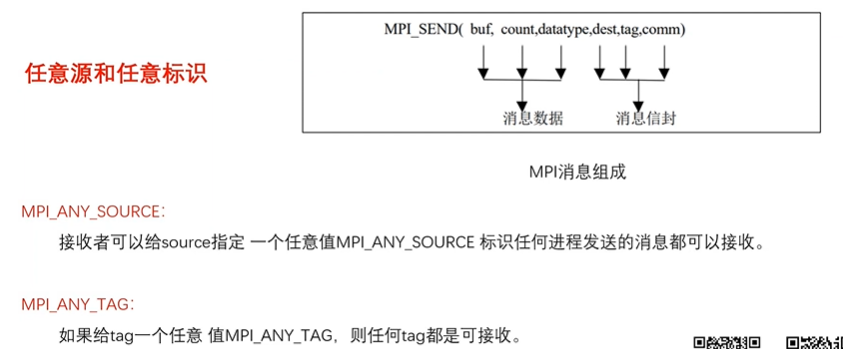 MPI_SEND( buf, count,datatype,dest,tag,comm)
任意源和任意标识
消息数据 消息信封
MPI消息组成
MPI_ANY_SOURCE:
接收者可以给source指定 一个任意值MPI_ANY_SOURCE 标识任何进程发送的消息都可以接收。
MPI_ANY_TAG:
如果给tag一个任意 值MPI_ANY_TAG，则任何tag都是可接收。